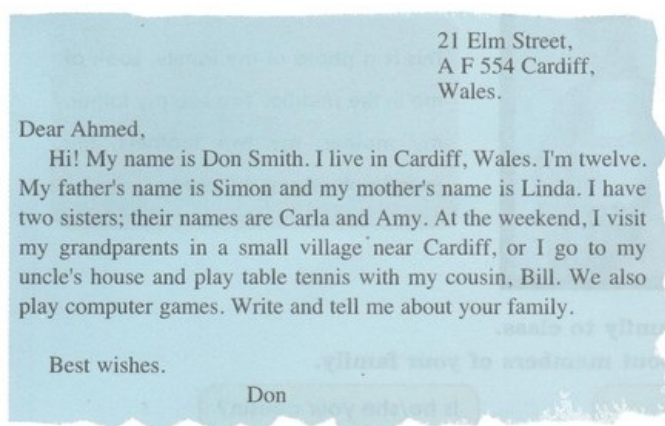 21 Elm Street,
A F 554 Cardiff,
Wales.
Dear Ahmed,
Hi! My name is Don Smith. I live in Cardiff, Wales. I'm twelve.
My father's name is Simon and my mother's name is Linda. I have
two sisters; their names are Carla and Amy. At the weekend, I visit
my grandparents in a small village near Cardiff, or I go to my
uncle's house and play table tennis with my cousin, Bill. We also
play computer games. Write and tell me about your family.
Best wishes.
Don